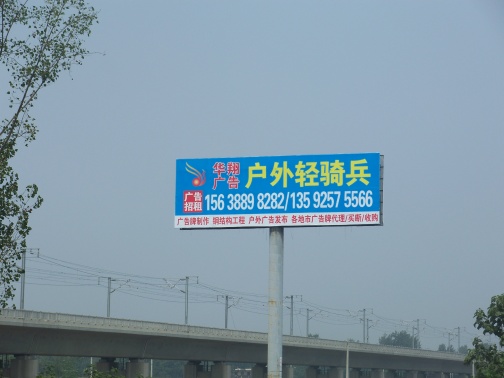 华翔
广告
户外轻骑兵
广告
招租
156 3889 8282/135 9257 5566
广告牌制作 钢结构工程 户外广告发布 各地市广告牌代理/买断/收购